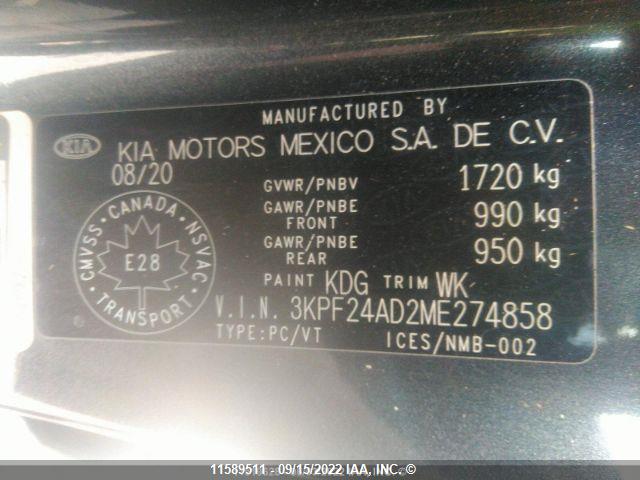 MANUFACTURED BY
KIA KIA MOTORS MEXICO S.A. DE C.V.
08/20
GVWR/PNBV 1720 kg
GAWR/PNBE FRONT 990 kg
GAWR/PNBE REAR 950 kg
CANADA
CMVSS NSVAC
E28
TRANSPORT
PAINT KDG TRIM WK
V.I.N. 3KPF24AD2ME274858
TYPE:PC/VT ICES/NMB-002
11589511 - 09/15/2022 IAA, INC.©